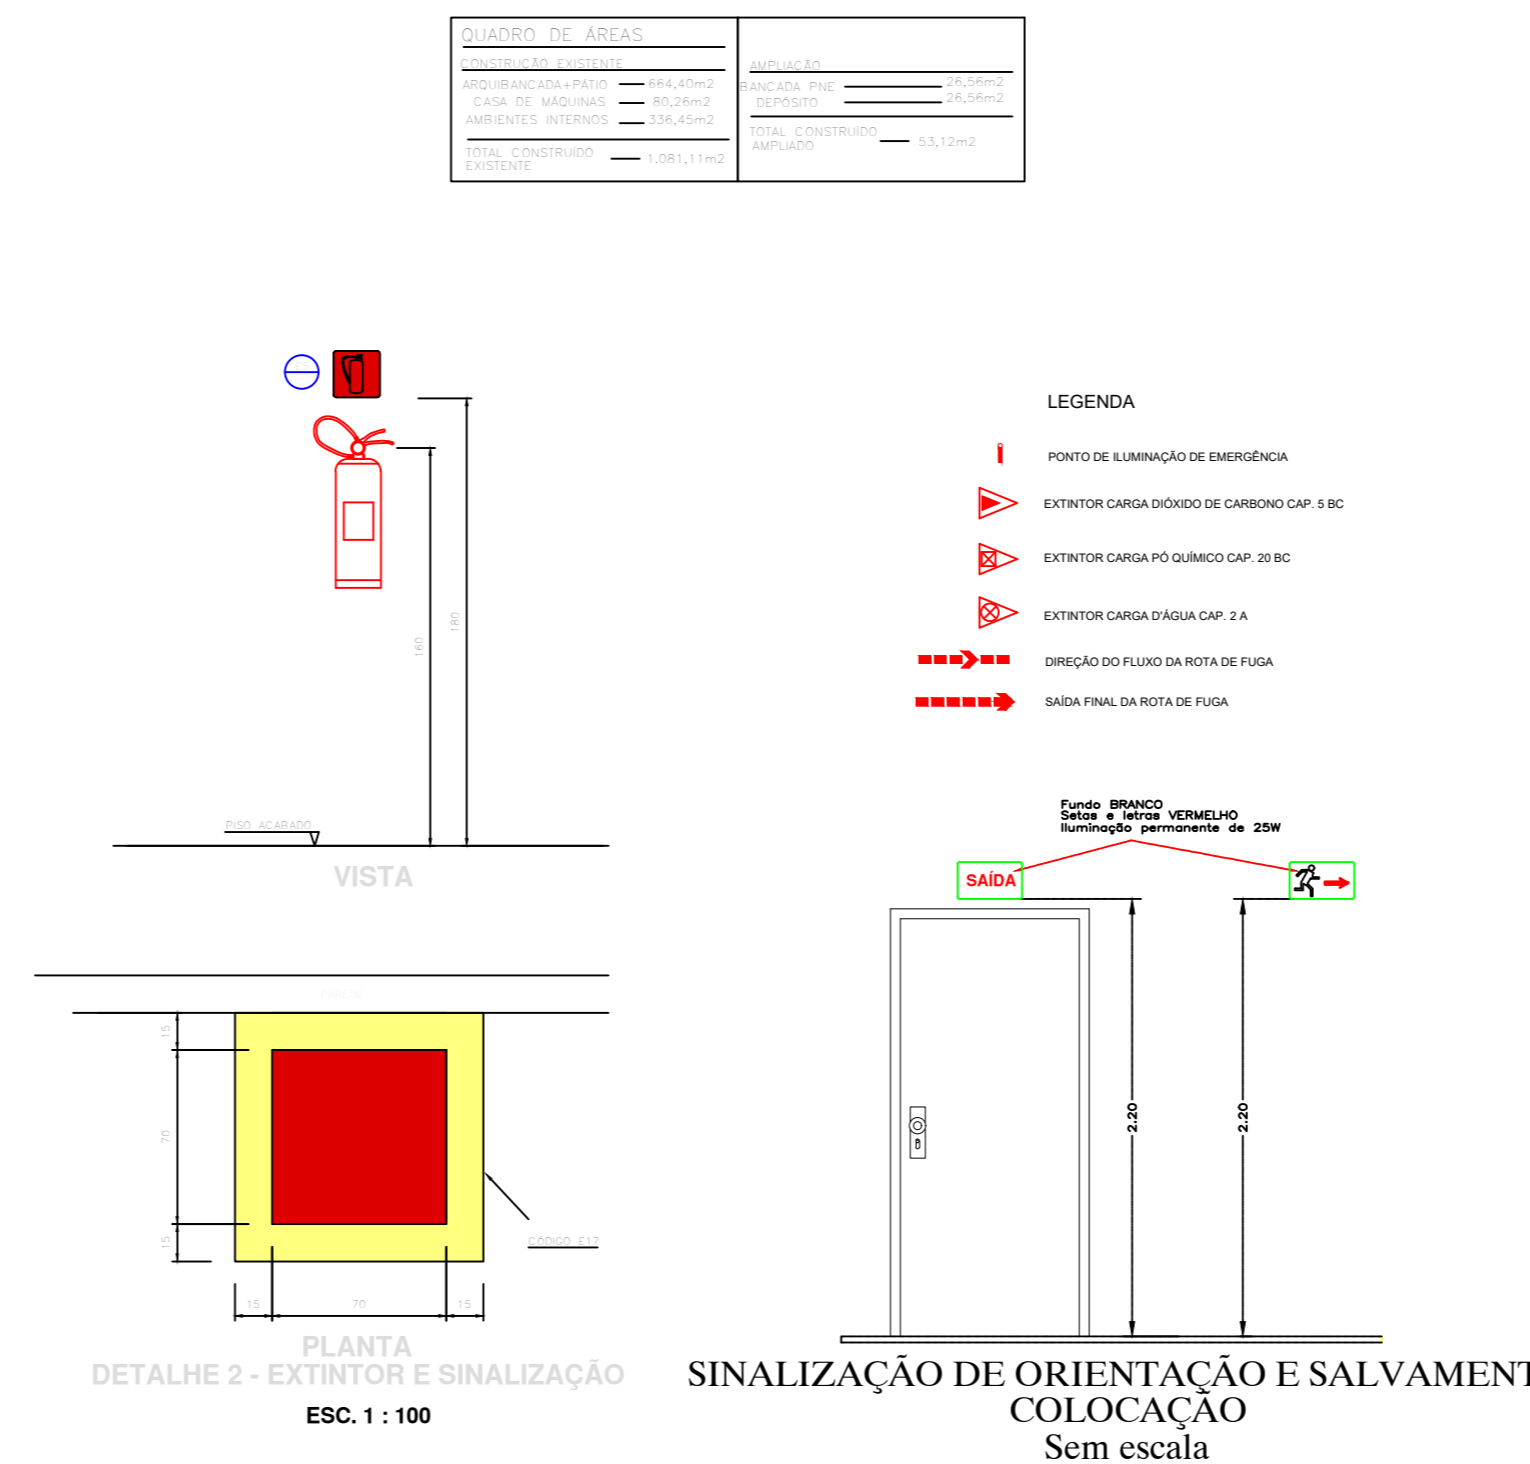 QUADRO DE ÁREAS
CONSTRUÇÃO EXISTENTE
ARQUIBANCADA+PÁTIO 664,40m2
CASA DE MÁQUINAS 80,26m2
AMBIENTES INTERNOS 336,45m2
TOTAL CONSTRUÍDO
EXISTENTE
1.081,11m2
AMPLIAÇÃO
BANCADA PNE 26,56m2
DEPÓSITO 26,56m2
TOTAL CONSTRUÍDO
AMPLIADO
53,12m2
160
180
PISO ACABADO
VISTA
LEGENDA
PONTO DE ILUMINAÇÃO DE EMERGÊNCIA
EXTINTOR CARGA DIÓXIDO DE CARBONO CAP. 5 BC
EXTINTOR CARGA PÓ QUÍMICO CAP. 20 BC
EXTINTOR CARGA D'ÁGUA CAP. 2 A
DIREÇÃO DO FLUXO DA ROTA DE FUGA
SAÍDA FINAL DA ROTA DE FUGA
PAREDE
15
70
15
CÓDIGO E17
15 70 15
PLANTA
DETALHE 2 - EXTINTOR E SINALIZAÇÃO
ESC. 1 : 100
Fundo BRANCO
Setas e letras VERMELHO
Iluminação permanente de 25W
SAÍDA
2.20
2.20
SINALIZAÇÃO DE ORIENTAÇÃO E SALVAMENT
COLOCAÇÃO
Sem escala